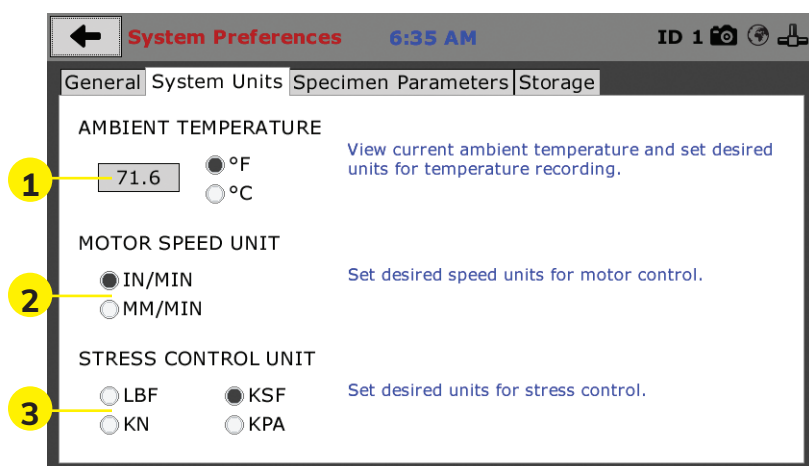 System Preferences 6:35 AM ID 1
General System Units Specimen Parameters Storage
AMBIENT TEMPERATURE
View current ambient temperature and set desired
units for temperature recording.
1 71.6 °F
°C
MOTOR SPEED UNIT
2 IN/MIN Set desired speed units for motor control.
MM/MIN
STRESS CONTROL UNIT
3 LBF KSF Set desired units for stress control.
KN KPA